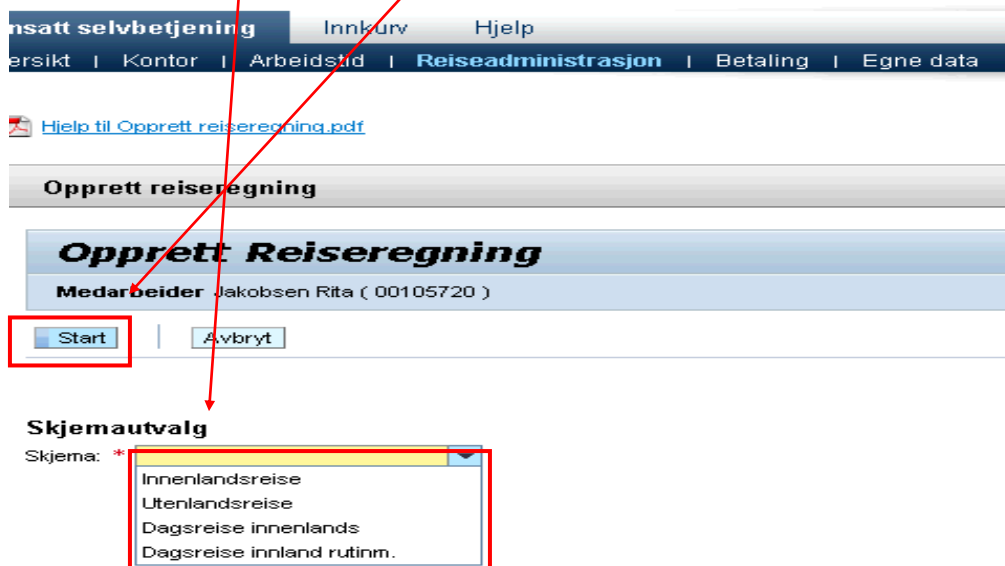 nsatt selvbetjening Innkurv Hjelp
ersikt | Kontor | Arbeidstid | Reiseadministrasjon | Betaling | Egne data
Hjelp til Opprett reiseregning.pdf
Opprett reiseregning
Opprett Reiseregning
Medarbeider Jakobsen Rita ( 00105720 )
Start Avbryt
Skjemautvalg
Skjema: *
Innenlandsreise
Utenlandsreise
Dagsreise innenlands
Dagsreise innland rutinm.